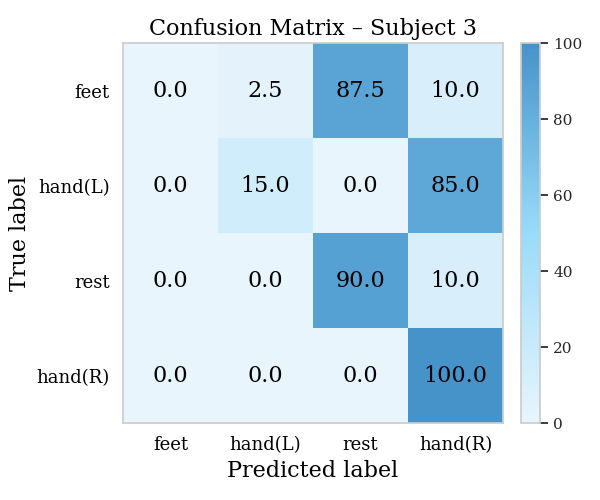 Confusion Matrix – Subject 3
True label
feet 0.0 2.5 87.5 10.0
hand(L) 0.0 15.0 0.0 85.0
rest 0.0 0.0 90.0 10.0
hand(R) 0.0 0.0 0.0 100.0
feet hand(L) rest hand(R)
Predicted label
100
80
60
40
20
0